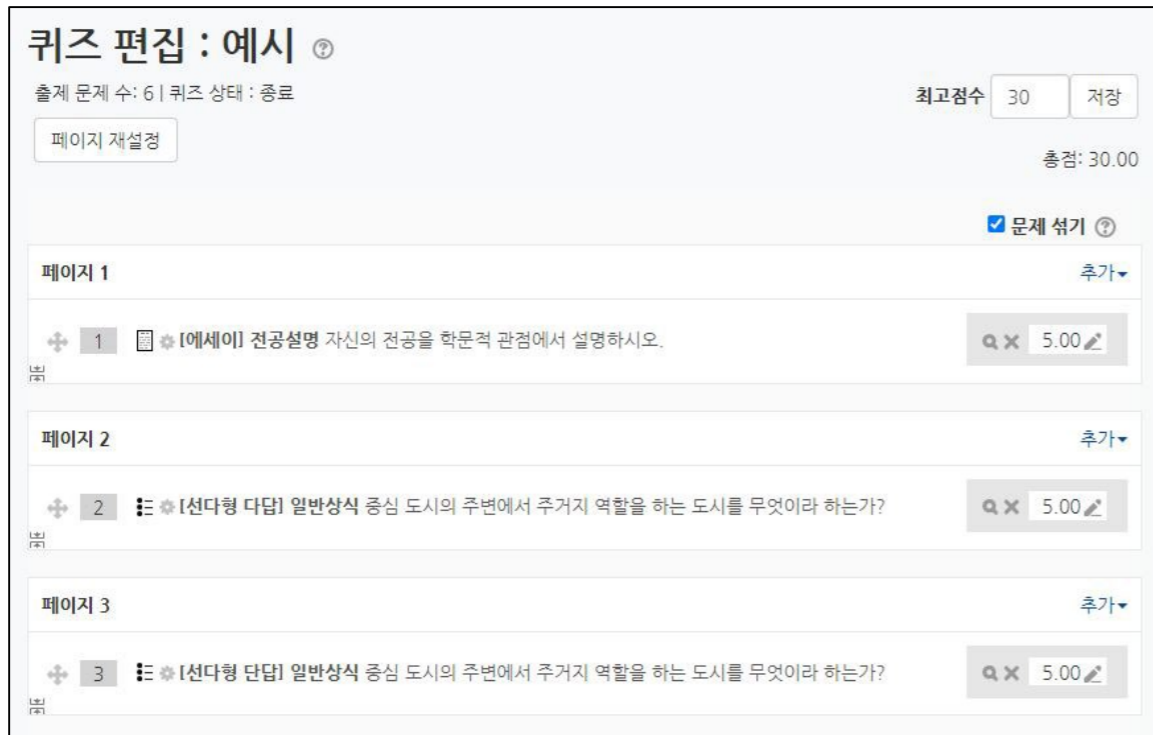 퀴즈 편집 : 예시
출제 문제 수: 6 | 퀴즈 상태 : 종료
최고점수 30 저장
페이지 재설정
총점: 30.00
문제 섞기
페이지 1 추가
1 [에세이] 전공설명 자신의 전공을 학문적 관점에서 설명하시오. 5.00
페이지 2 추가
2 [선다형 다답] 일반상식 중심 도시의 주변에서 주거지 역할을 하는 도시를 무엇이라 하는가? 5.00
페이지 3 추가
3 [선다형 단답] 일반상식 중심 도시의 주변에서 주거지 역할을 하는 도시를 무엇이라 하는가? 5.00